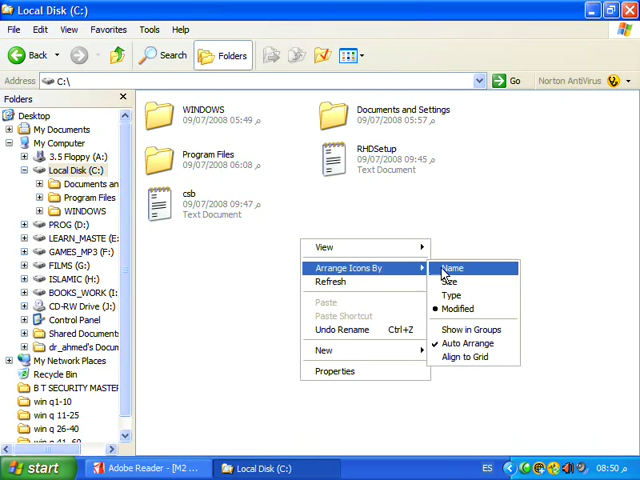 Local Disk (C:)
File Edit View Favorites Tools Help
Back Search Folders
Address C:\ Go Norton AntiVirus
Folders
Desktop
My Documents
My Computer
3.5 Floppy (A:)
Local Disk (C:)
Documents an
Program Files
WINDOWS
PROG (D:)
LEARN_MASTE (E:)
GAMES_MP3 (F:)
FILMS (G:)
ISLAMIC (H:)
BOOKS_WORK (I:)
CD-RW Drive (J:)
Control Panel
Shared Documents
dr_ahmed's Docum
My Network Places
Recycle Bin
B T SECURITY MASTER
win q1-10
win q 11-25
win q 26-40
win q 41- 60
WINDOWS
09/07/2008 05:49 م
Documents and Settings
09/07/2008 05:57 م
Program Files
09/07/2008 06:08 م
RHDSetup
09/07/2008 04:45 م
Text Document
csb
09/07/2008 09:47 م
Text Document
View
Arrange Icons By
Refresh
Paste
Paste Shortcut
Undo Rename Ctrl+Z
New
Properties
Name
Size
Type
Modified
Show in Groups
Auto Arrange
Align to Grid
start
Adobe Reader - [M2 ...
Local Disk (C:)
ES
08:50 م